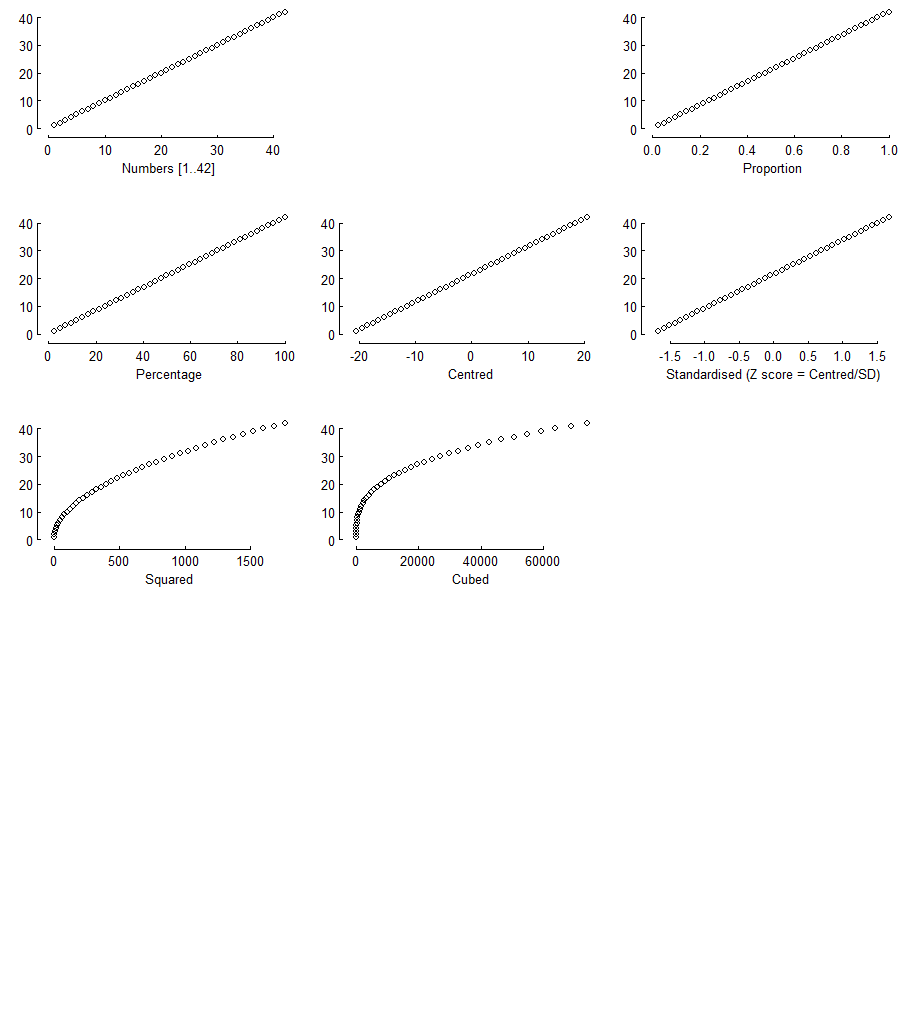 40
30
20
10
0
0 10 20 30 40
Numbers [1..42]
40
30
20
10
0
0.0 0.2 0.4 0.6 0.8 1.0
Proportion
40
30
20
10
0
0 20 40 60 80 100
Percentage
40
30
20
10
0
-20 -10 0 10 20
Centred
40
30
20
10
0
-1.5 -1.0 -0.5 0.0 0.5 1.0 1.5
Standardised (Z score = Centred/SD)
40
30
20
10
0
0 500 1000 1500
Squared
40
30
20
10
0
0 20000 40000 60000
Cubed